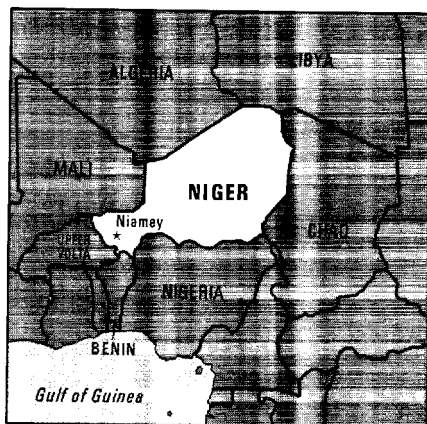 ALGERIA
LIBYA
MALI
NIGER
Niamey
UPPER
VOLTA
CHAD
NIGERIA
BENIN
Gulf of Guinea